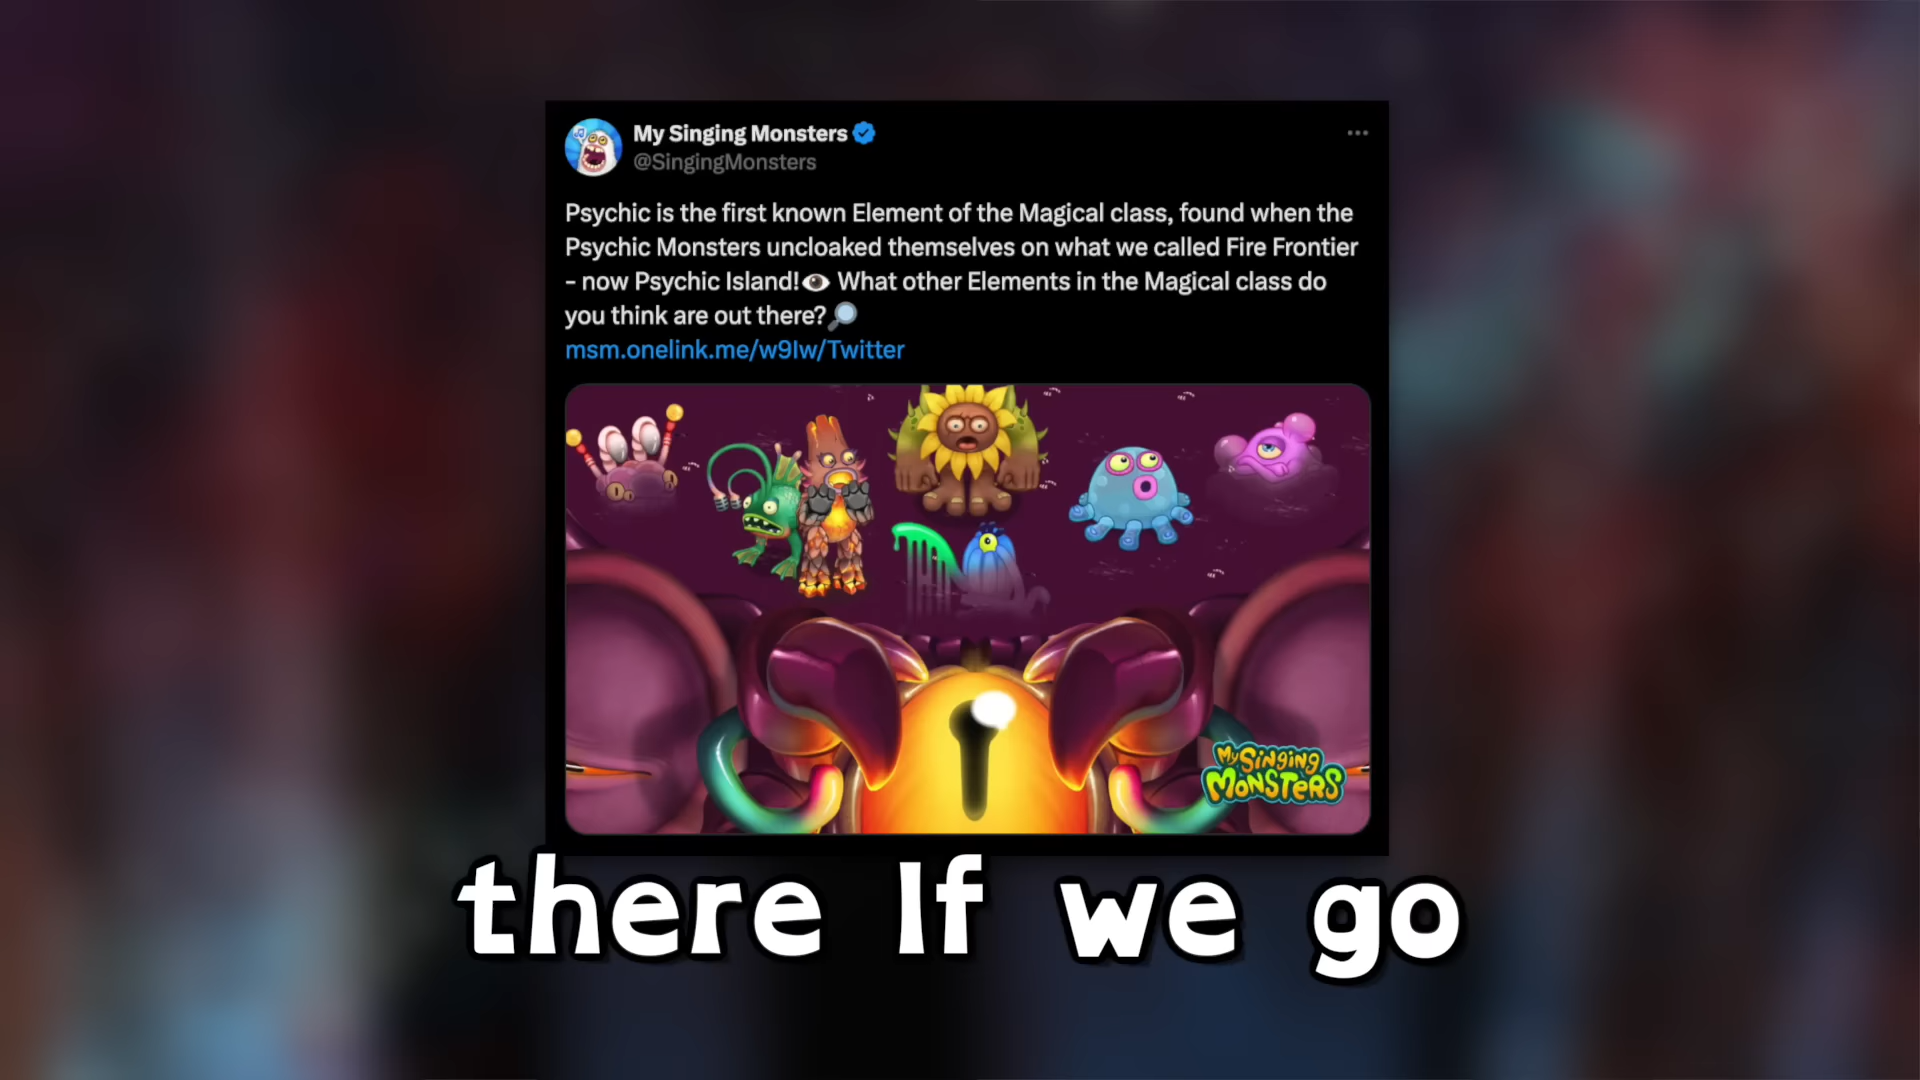 My Singing Monsters
@SingingMonsters
Psychic is the first known Element of the Magical class, found when the
Psychic Monsters uncloaked themselves on what we called Fire Frontier
- now Psychic Island!👁 What other Elements in the Magical class do
you think are out there?🔎
msm.onelink.me/w9lw/Twitter
My Singing
MONSTERS
there If we go